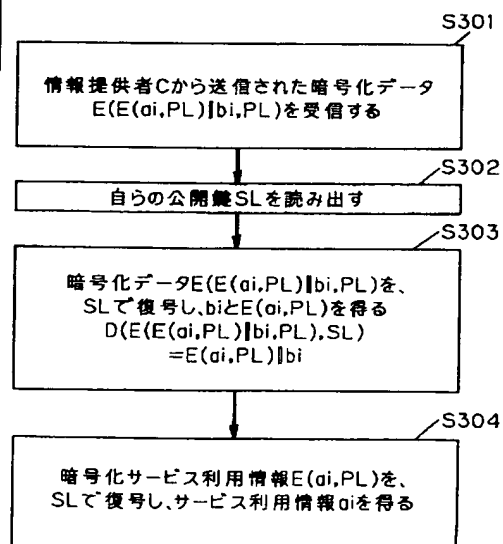 S301
情報提供者Cから送信された暗号化データ
E(E(ai,PL)‖bi,PL)を受信する
S302
自らの公開鍵SLを読み出す
S303
暗号化データE(E(ai,PL)‖bi,PL)を、
SLで復号し、biとE(ai,PL)を得る
D(E(E(ai,PL)‖bi,PL),SL)
=E(ai,PL)‖bi
S304
暗号化サービス利用情報E(ai,PL)を、
SLで復号し、サービス利用情報aiを得る